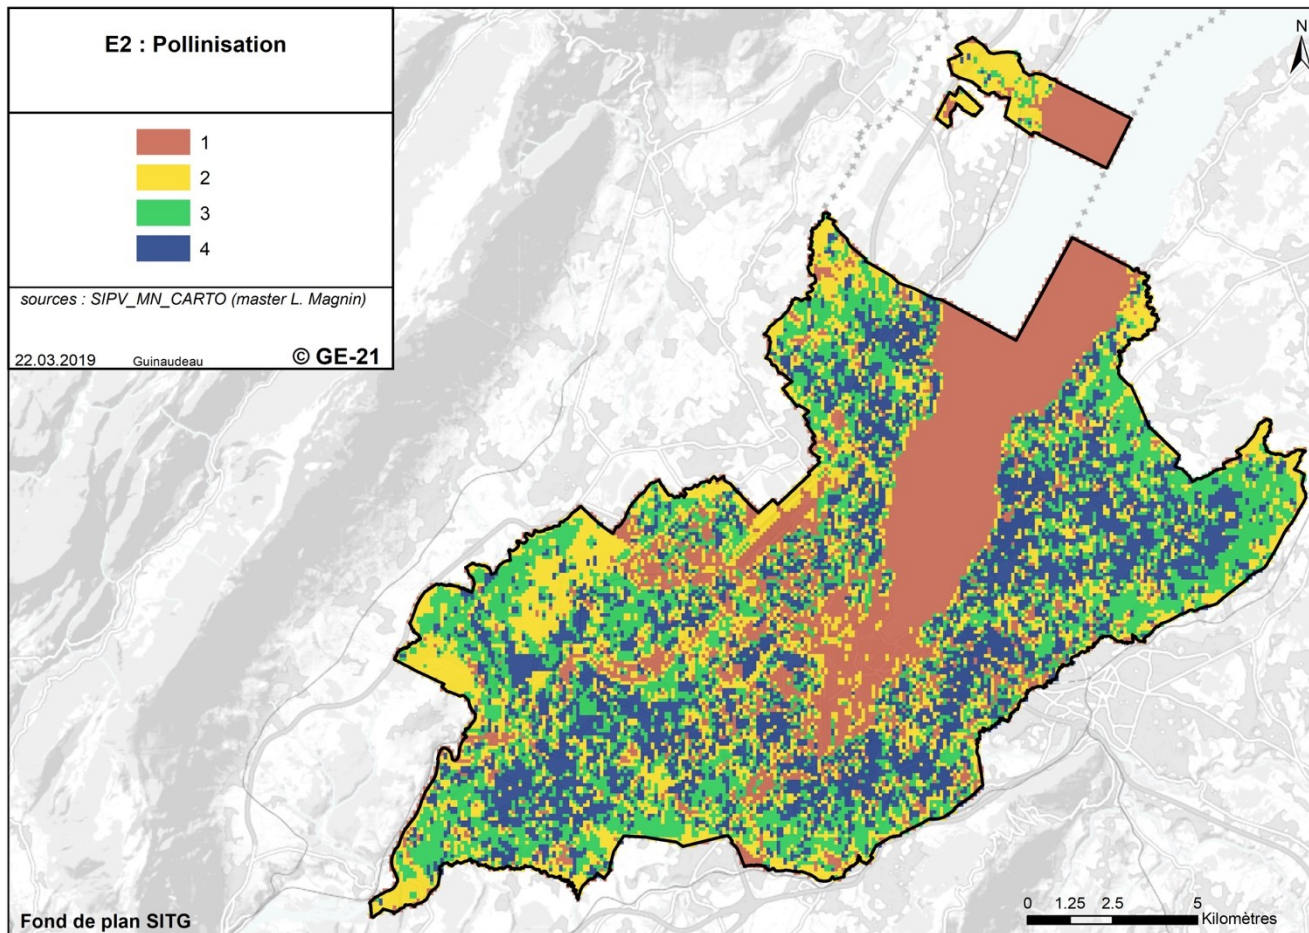 E2 : Pollinisation
1
2
3
4
sources : SIPV_MN_CARTO (master L. Magnin)
22.03.2019 Guinaudeau © GE-21
N
Fond de plan SITG
0 1.25 2.5 5 Kilomètres